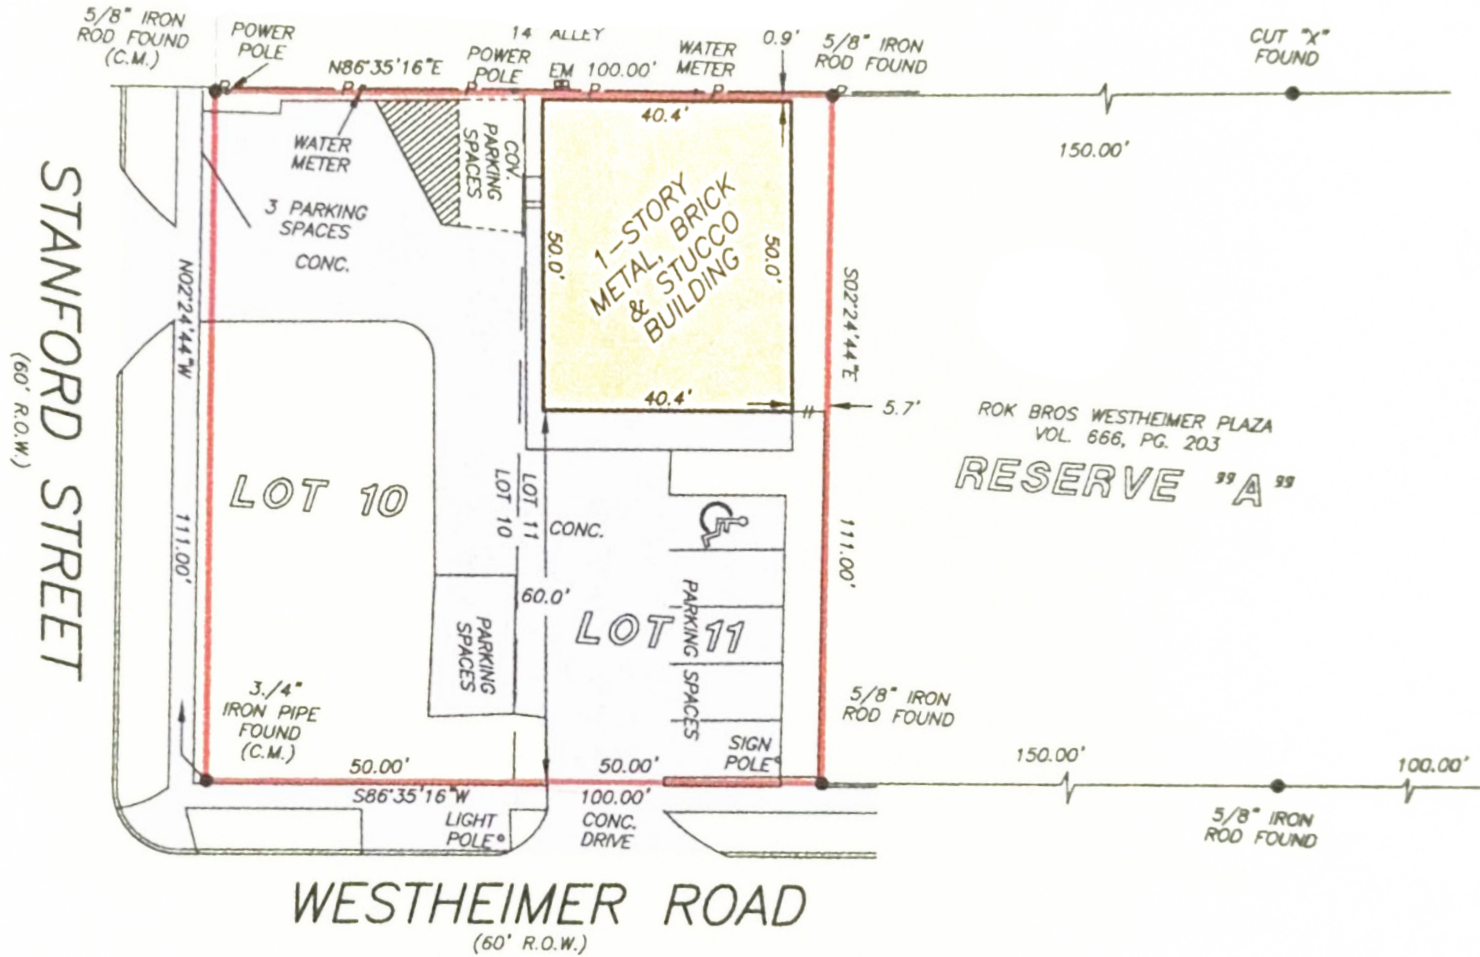 5/8" IRON
ROD FOUND
(C.M.)
POWER
POLE
N86°35'16"E
POWER
POLE
14 ALLEY
EM 100.00'
WATER
METER
0.9'
5/8" IRON
ROD FOUND
CUT "X"
FOUND
P
P
P
P
P
P
150.00'
40.4'
WATER
METER
COV.
PARKING
SPACES
3 PARKING
SPACES
CONC.
1-STORY
METAL, BRICK
& STUCCO
BUILDING
50.0'
50.0'
STANFORD STREET
(60' R.O.W.)
N02°24'44"W
S02°24'44"E
40.4'
5.7'
ROK BROS WESTHEIMER PLAZA
VOL. 666, PG. 203
RESERVE "A"
LOT 10
LOT 11
LOT 10
CONC.
111.00'
111.00'
60.0'
LOT 11
PARKING
SPACES
PARKING SPACES
3./4"
IRON PIPE
FOUND
(C.M.)
5/8" IRON
ROD FOUND
SIGN
POLE
50.00'
50.00'
150.00'
100.00'
S86°35'16"W
100.00'
LIGHT
POLE
CONC.
DRIVE
5/8" IRON
ROD FOUND
WESTHEIMER ROAD
(60' R.O.W.)